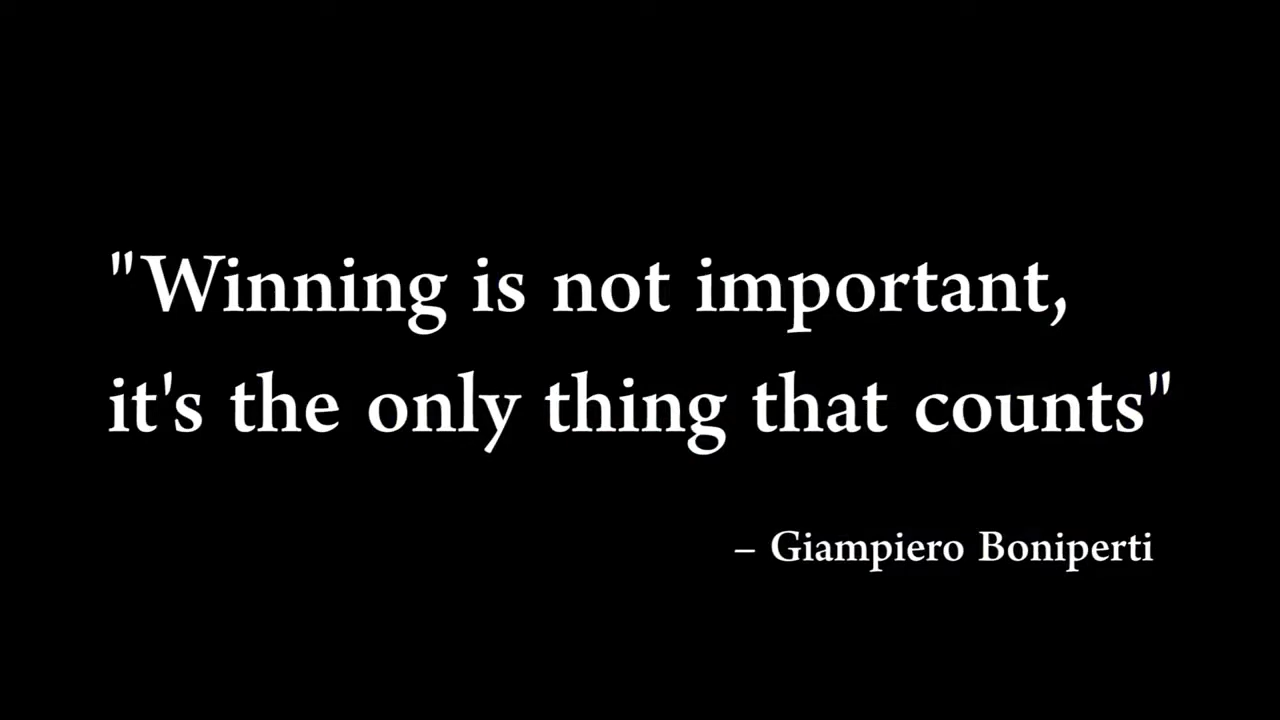 "Winning is not important,
it's the only thing that counts"
– Giampiero Boniperti